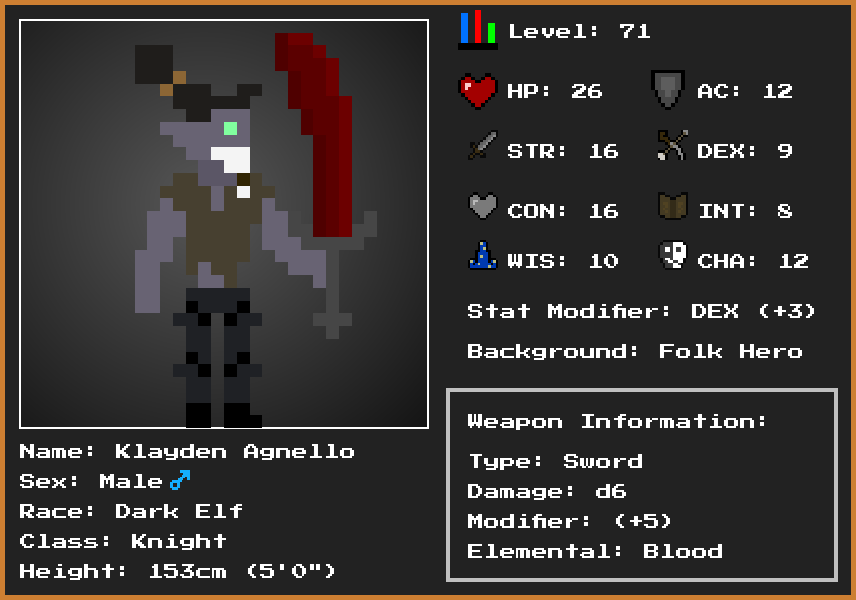 Level: 71
HP: 26
AC: 12
STR: 16
DEX: 9
CON: 16
INT: 8
WIS: 10
CHA: 12
Stat Modifier: DEX (+3)
Background: Folk Hero
Weapon Information:
Type: Sword
Damage: d6
Modifier: (+5)
Elemental: Blood
Name: Klayden Agnello
Sex: Male ♂
Race: Dark Elf
Class: Knight
Height: 153cm (5'0")